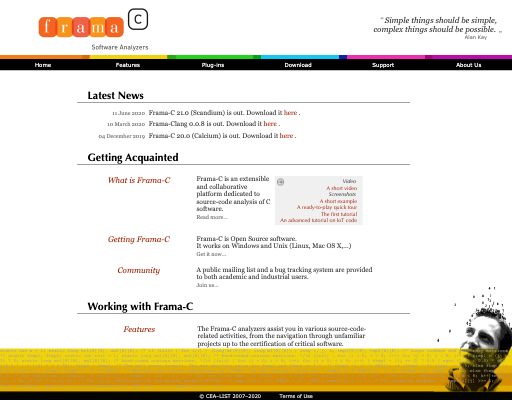 frama C
Software Analyzers
“ Simple things should be simple,
complex things should be possible. „
Alan Kay
Home Features Plug-ins Download Support About Us
Latest News
11 June 2020 Frama-C 21.0 (Scandium) is out. Download it here .
10 March 2020 Frama-Clang 0.0.8 is out. Download it here .
04 December 2019 Frama-C 20.0 (Calcium) is out. Download it here .
Getting Acquainted
What is Frama-C
Frama-C is an extensible
and collaborative
platform dedicated to
source-code analysis of C
software.
Read more...
Video
A short video
Screenshots
A short example
A ready-to-play quick tour
The first tutorial
An advanced tutorial on IoT code
Getting Frama-C
Frama-C is Open Source software.
It works on Windows and Unix (Linux, Mac OS X,...)
Get it now...
Community
A public mailing list and a bug tracking system are provided
to both academic and industrial users.
Join us...
Working with Frama-C
Features
The Frama-C analyzers assist you in various source-code-
related activities, from the navigation through unfamiliar
projects up to the certification of critical software.
© CEA-LIST 2007-2020 Terms of Use